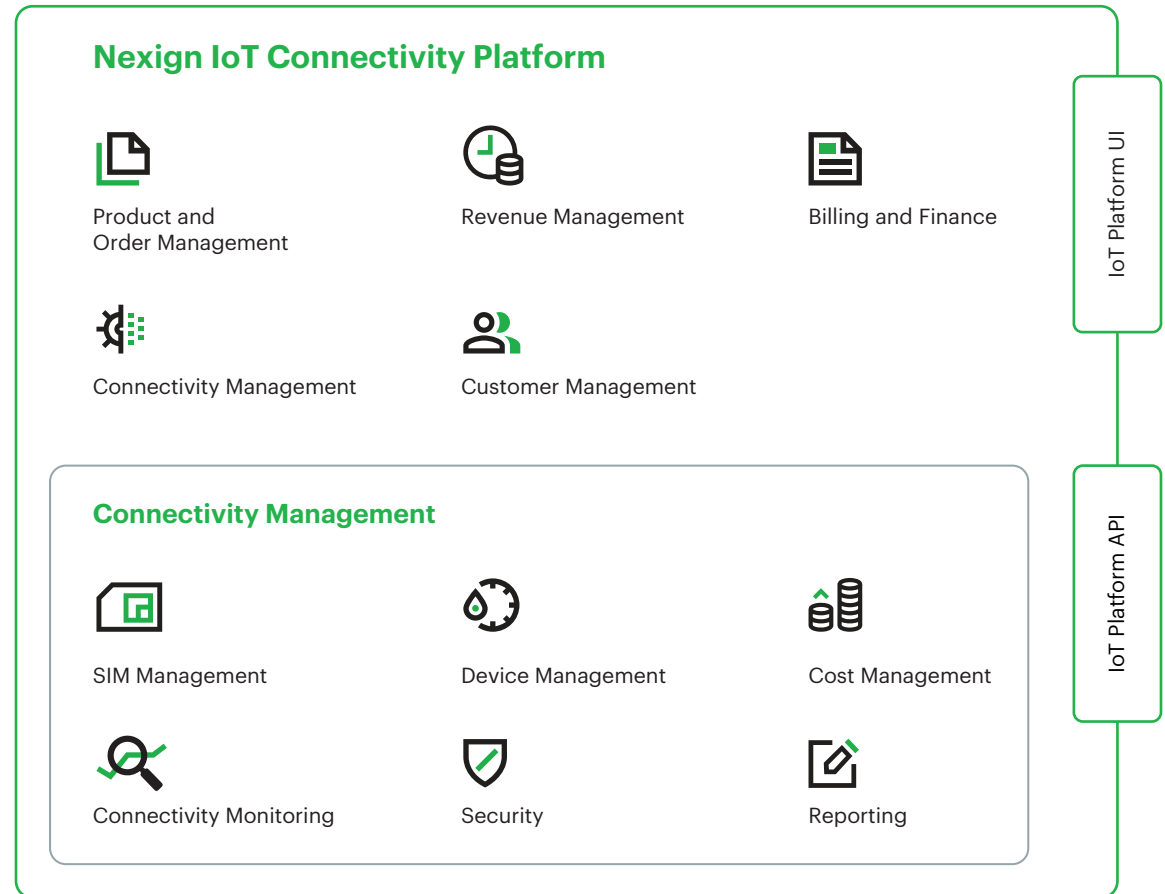 Nexign IoT Connectivity Platform
Product and
Order Management
Revenue Management
Billing and Finance
Connectivity Management
Customer Management
IoT Platform UI
Connectivity Management
SIM Management
Device Management
Cost Management
Connectivity Monitoring
Security
Reporting
IoT Platform API